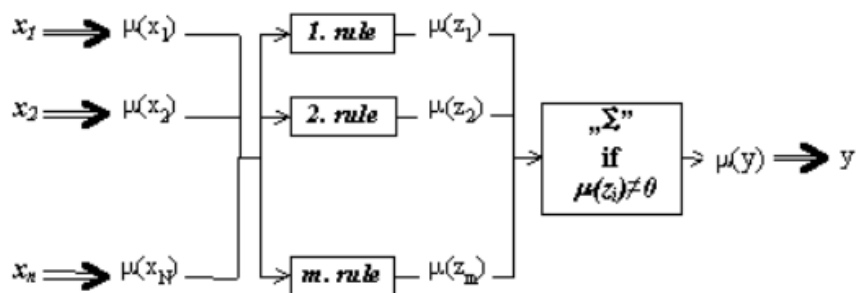 x1 μ(x1) 1. rule μ(z1)
x2 μ(x2) 2. rule μ(z2)
„Σ”
if
μ(zi)≠0
μ(y) y
xn μ(xN) m. rule μ(zm)